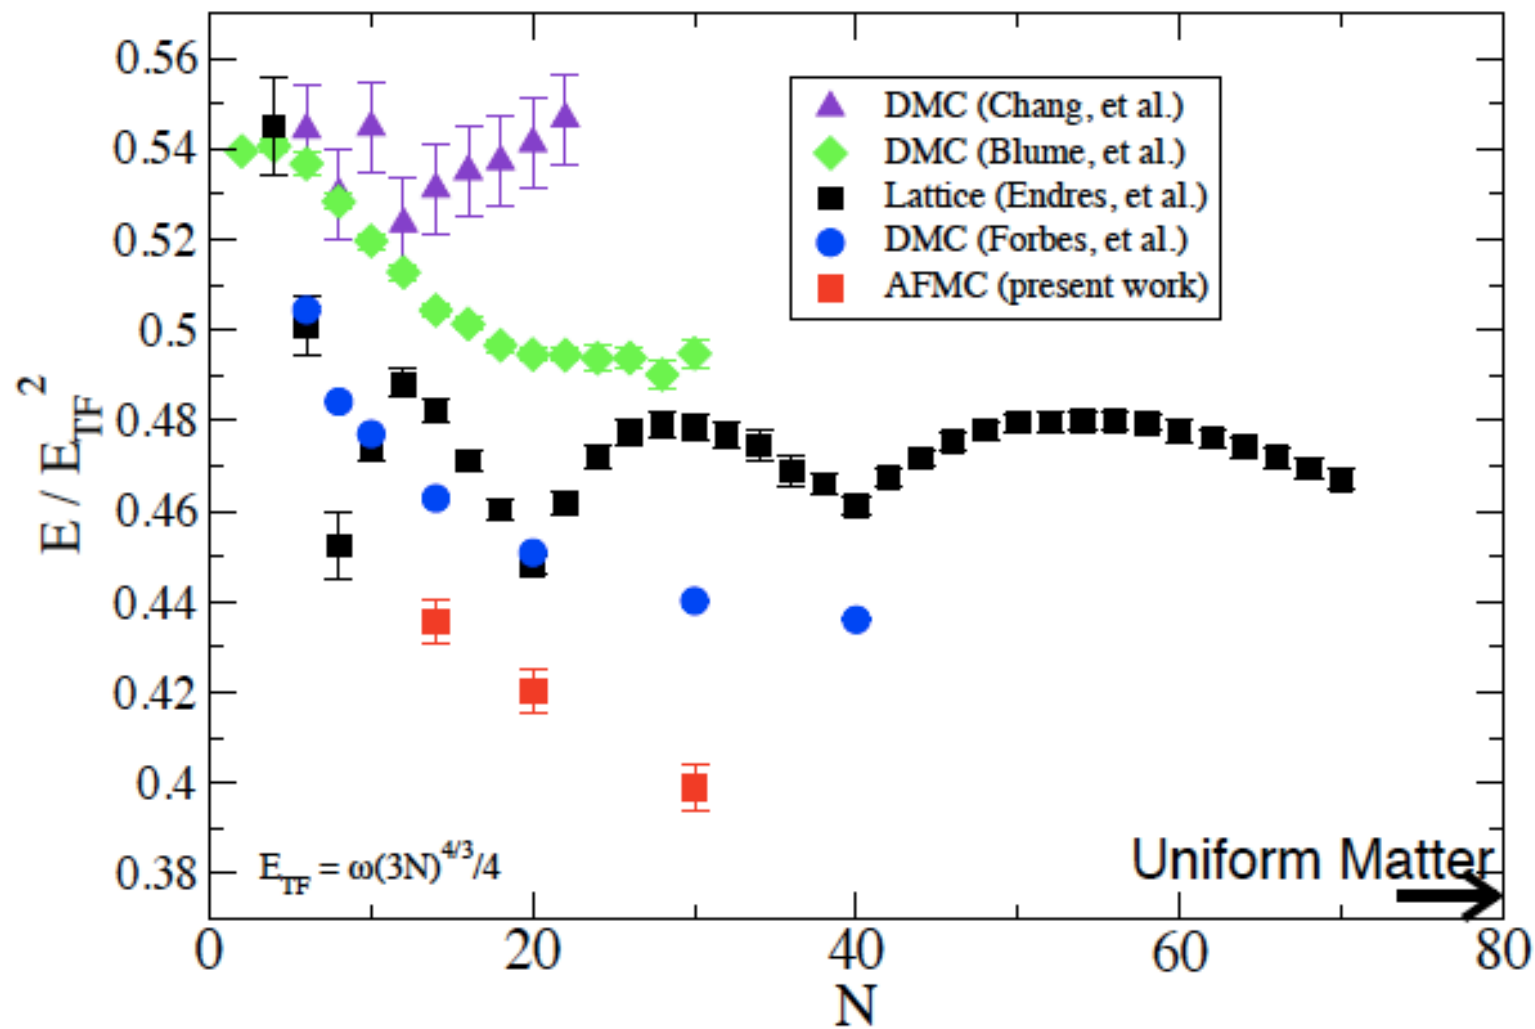 0.56
0.54
0.52
0.5
0.48
0.46
0.44
0.42
0.4
0.38
E / E_TF^2
DMC (Chang, et al.)
DMC (Blume, et al.)
Lattice (Endres, et al.)
DMC (Forbes, et al.)
AFMC (present work)
E_TF = ω(3N)^4/3/4
Uniform Matter
0 20 40 60 80
N